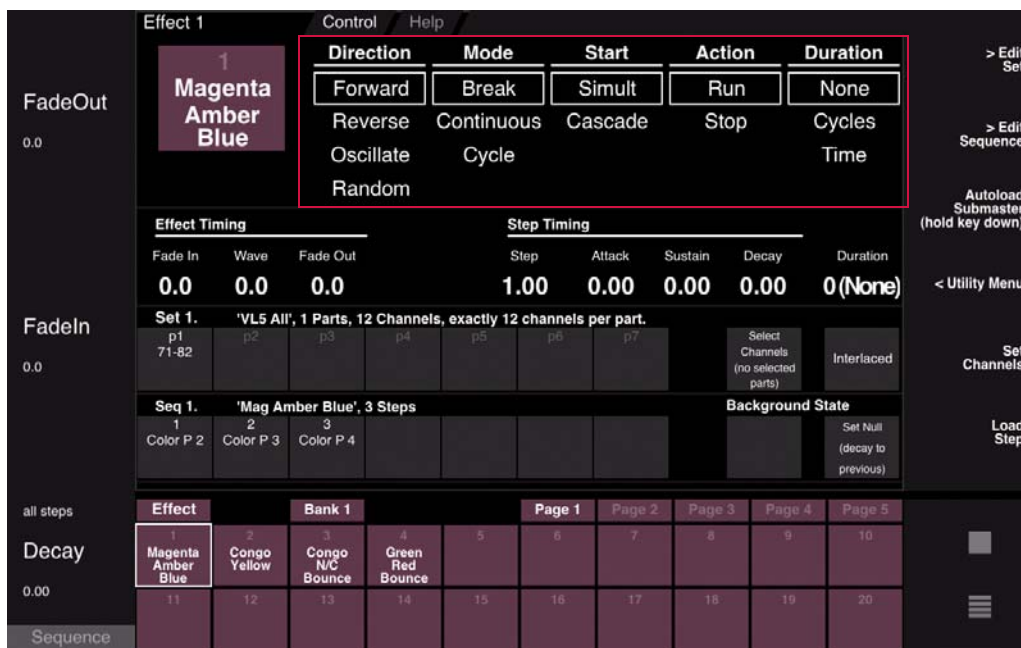 Effect 1 Control Help
FadeOut
0.0
1
Magenta
Amber
Blue
Direction Mode Start Action Duration
Forward Break Simult Run None
Reverse Continuous Cascade Stop Cycles
Oscillate Cycle Time
Random
> Edit
Set
> Edit
Sequence
Autoload
Submaster
(hold key down)
< Utility Menu
Set
Channels
Load
Step
Effect Timing Step Timing
Fade In Wave Fade Out Step Attack Sustain Decay Duration
0.0 0.0 0.0 1.00 0.00 0.00 0.00 0(None)
FadeIn
0.0
Set 1. 'VL5 All', 1 Parts, 12 Channels, exactly 12 channels per part.
p1 p2 p3 p4 p5 p6 p7
71-82
Select
Channels
(no selected
parts)
Interlaced
Seq 1. 'Mag Amber Blue', 3 Steps Background State
1 2 3
Color P 2 Color P 3 Color P 4
Set Null
(decay to
previous)
all steps
Decay
0.00
Sequence
Effect Bank 1 Page 1 Page 2 Page 3 Page 4 Page 5
1 2 3 4 5 6 7 8 9 10
Magenta
Amber
Blue
Congo
Yellow
Congo
N/C
Bounce
Green
Red
Bounce
11 12 13 14 15 16 17 18 19 20